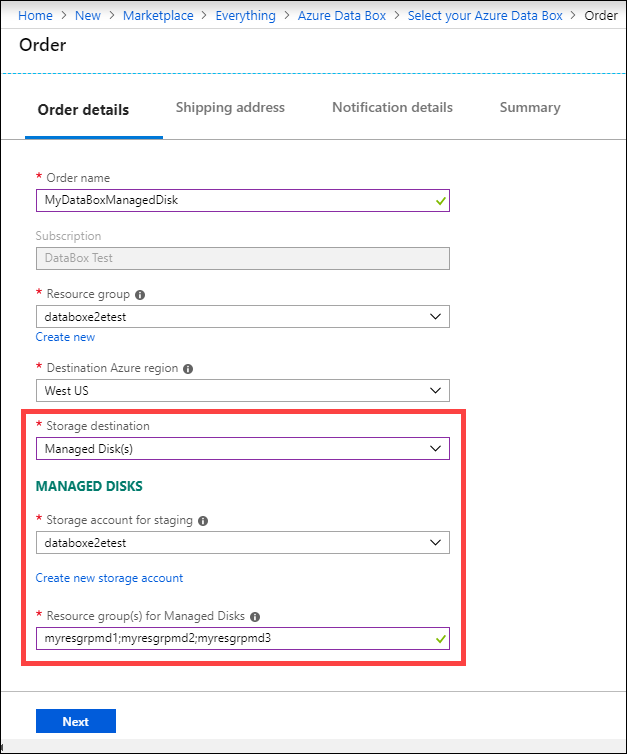 Home > New > Marketplace > Everything > Azure Data Box > Select your Azure Data Box > Order
Order
Order details Shipping address Notification details Summary
* Order name
MyDataBoxManagedDisk
Subscription
DataBox Test
* Resource group
databoxe2etest
Create new
* Destination Azure region
West US
* Storage destination
Managed Disk(s)
MANAGED DISKS
* Storage account for staging
databoxe2etest
Create new storage account
* Resource group(s) for Managed Disks
myresgrpmd1;myresgrpmd2;myresgrpmd3
Next